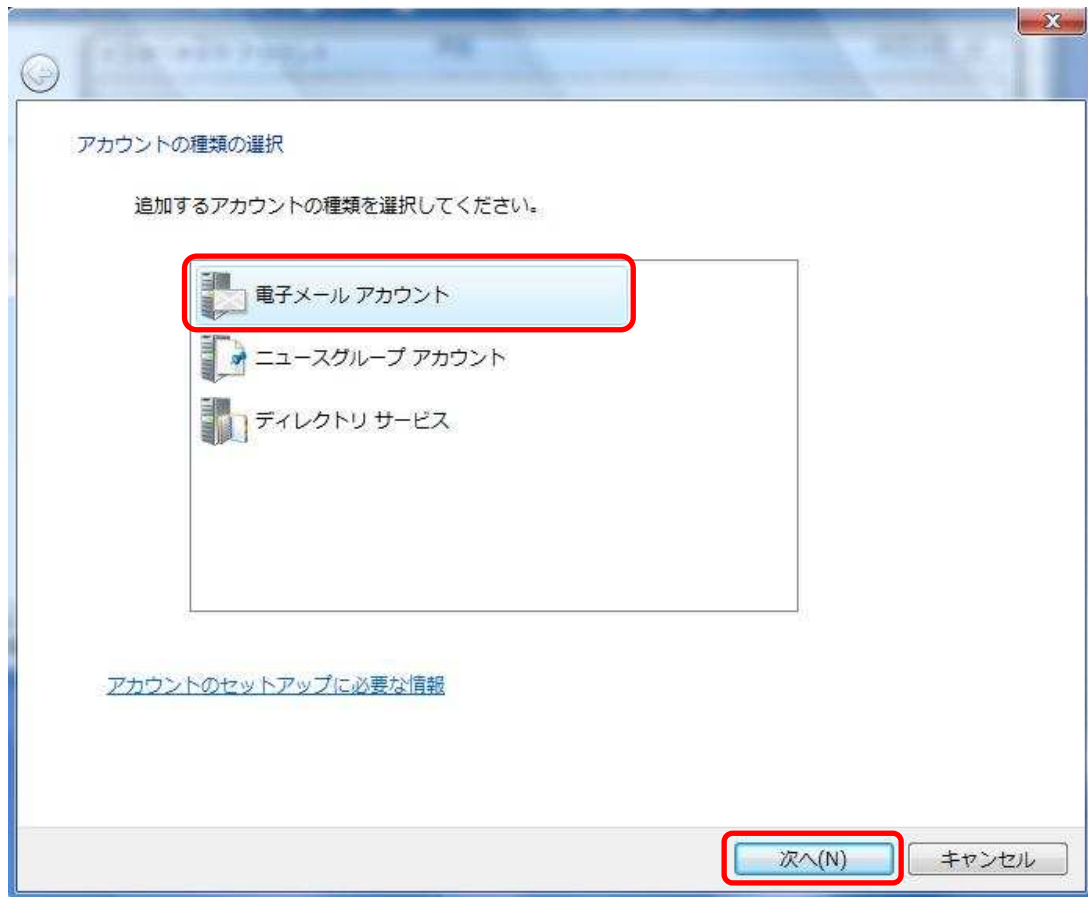 アカウントの種類の選択
追加するアカウントの種類を選択してください。
電子メール アカウント
ニュースグループ アカウント
ディレクトリ サービス
アカウントのセットアップに必要な情報
次へ(N)
キャンセル